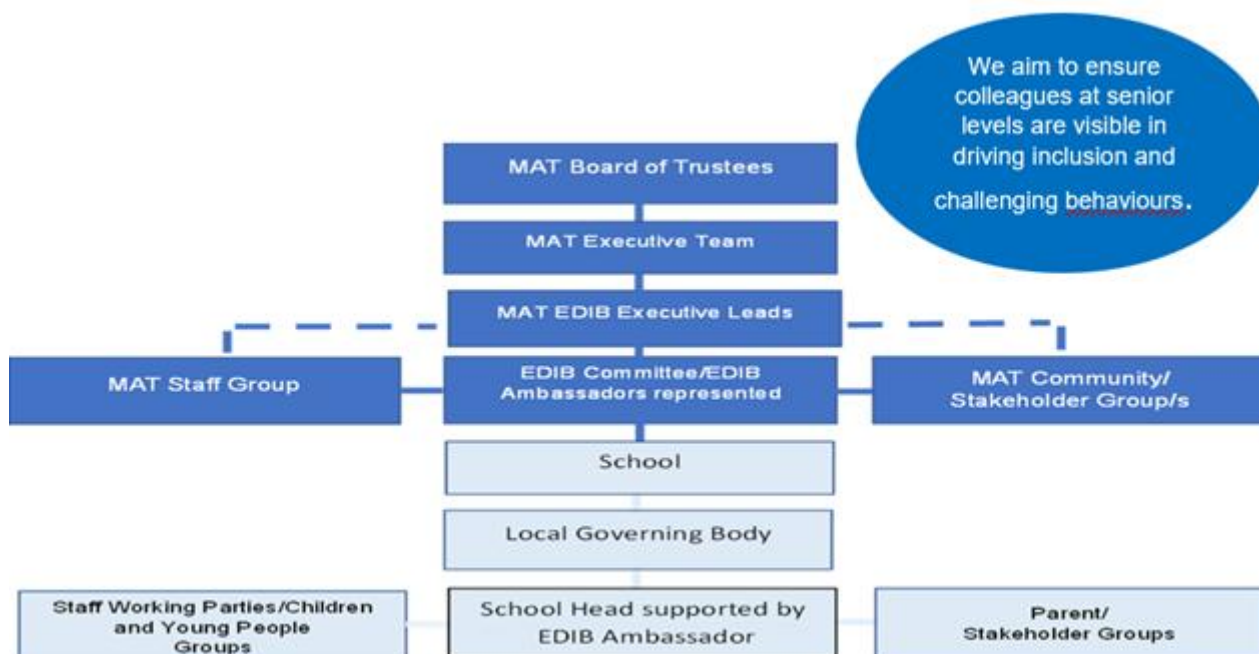 We aim to ensure
colleagues at senior
levels are visible in
driving inclusion and
challenging behaviours.
MAT Board of Trustees
MAT Executive Team
MAT EDIB Executive Leads
MAT Staff Group
EDIB Committee/EDIB
Ambassadors represented
MAT Community/
Stakeholder Group/s
School
Local Governing Body
Staff Working Parties/Children
and Young People
Groups
School Head supported by
EDIB Ambassador
Parent/
Stakeholder Groups